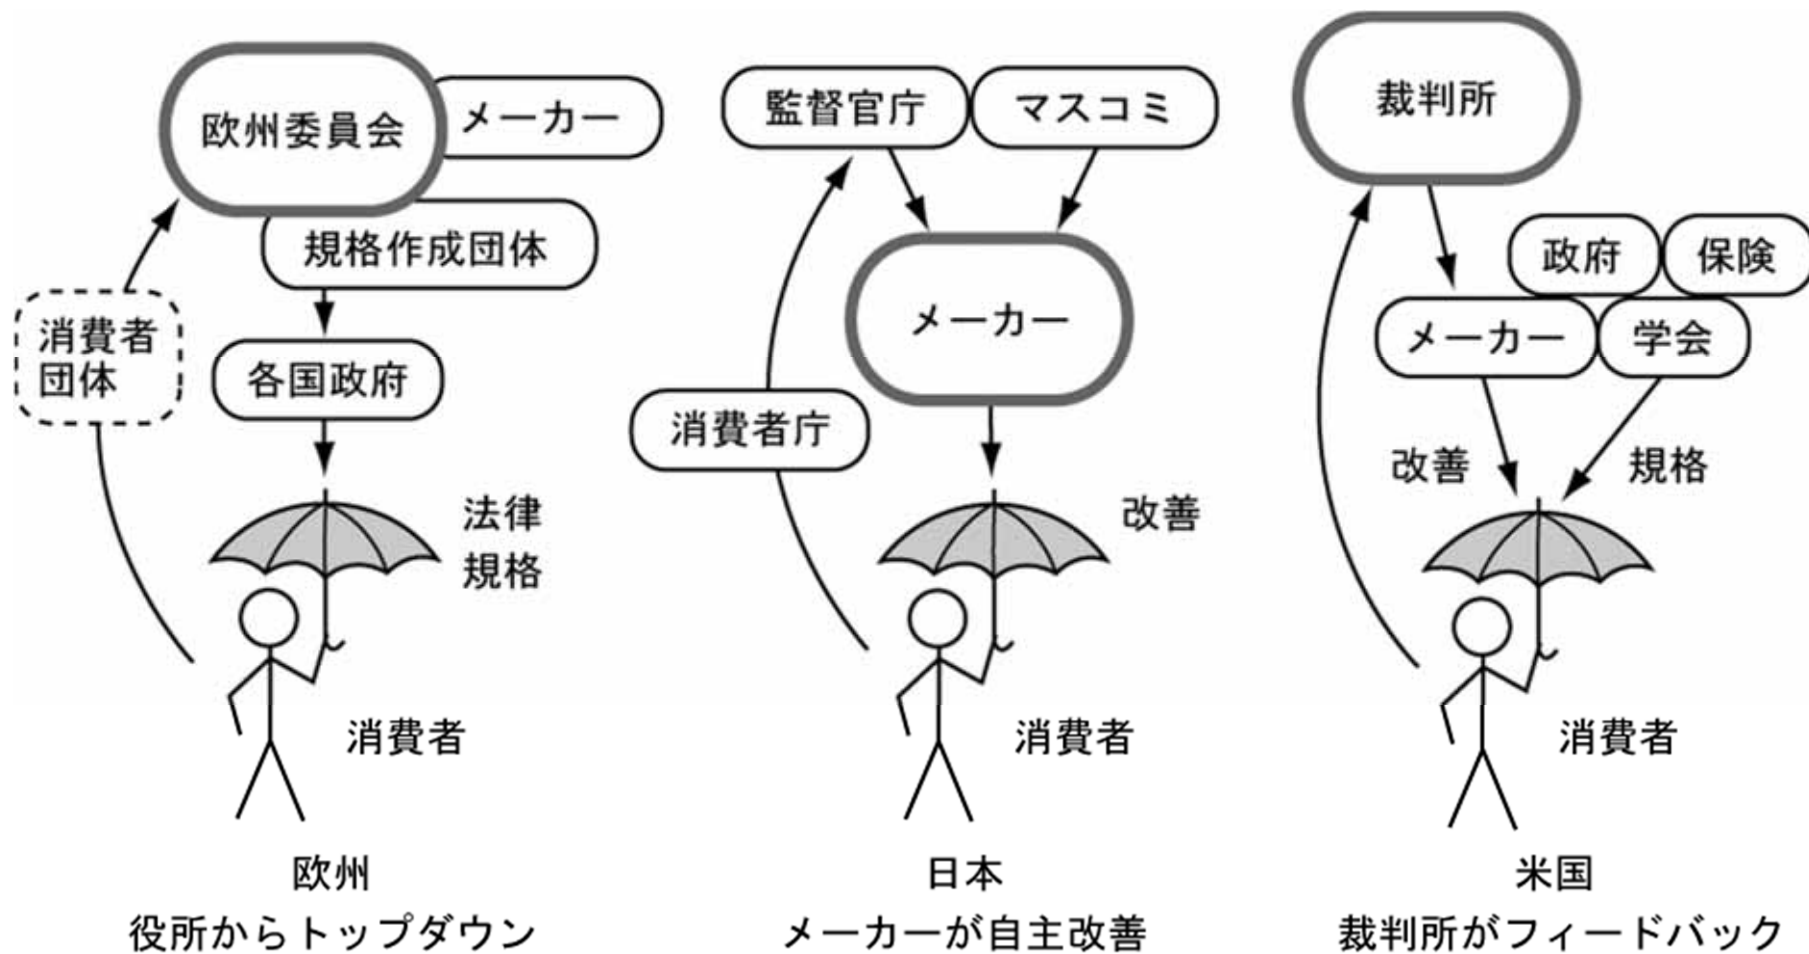 欧州委員会
メーカー
規格作成団体
消費者
団体
各国政府
法律
規格
消費者
欧州
役所からトップダウン
監督官庁
マスコミ
メーカー
消費者庁
改善
消費者
日本
メーカーが自主改善
裁判所
政府
保険
メーカー
学会
改善
規格
消費者
米国
裁判所がフィードバック